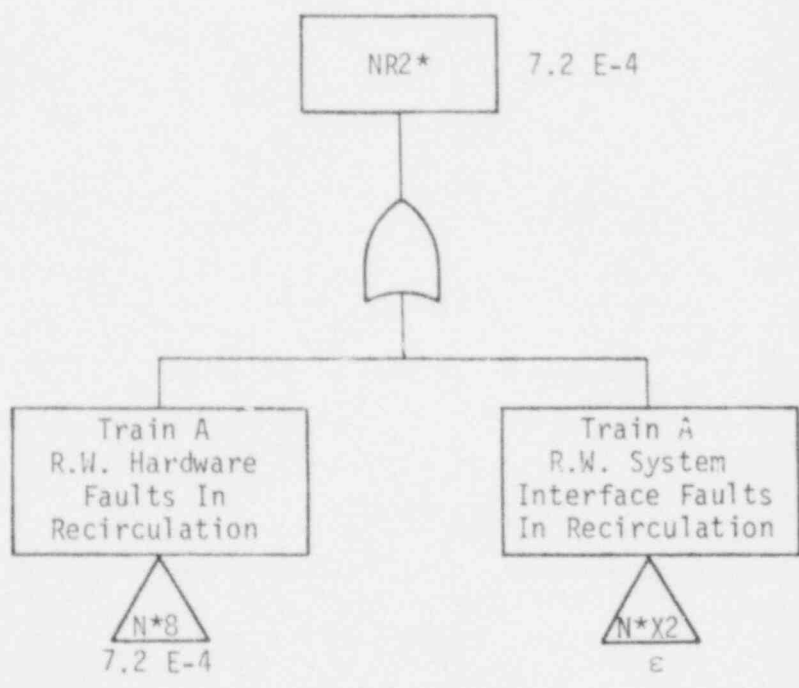 NR2*
7.2 E-4
Train A
R.W. Hardware
Faults In
Recirculation
N*8
7.2 E-4
Train A
R.W. System
Interface Faults
In Recirculation
N*X2
ε